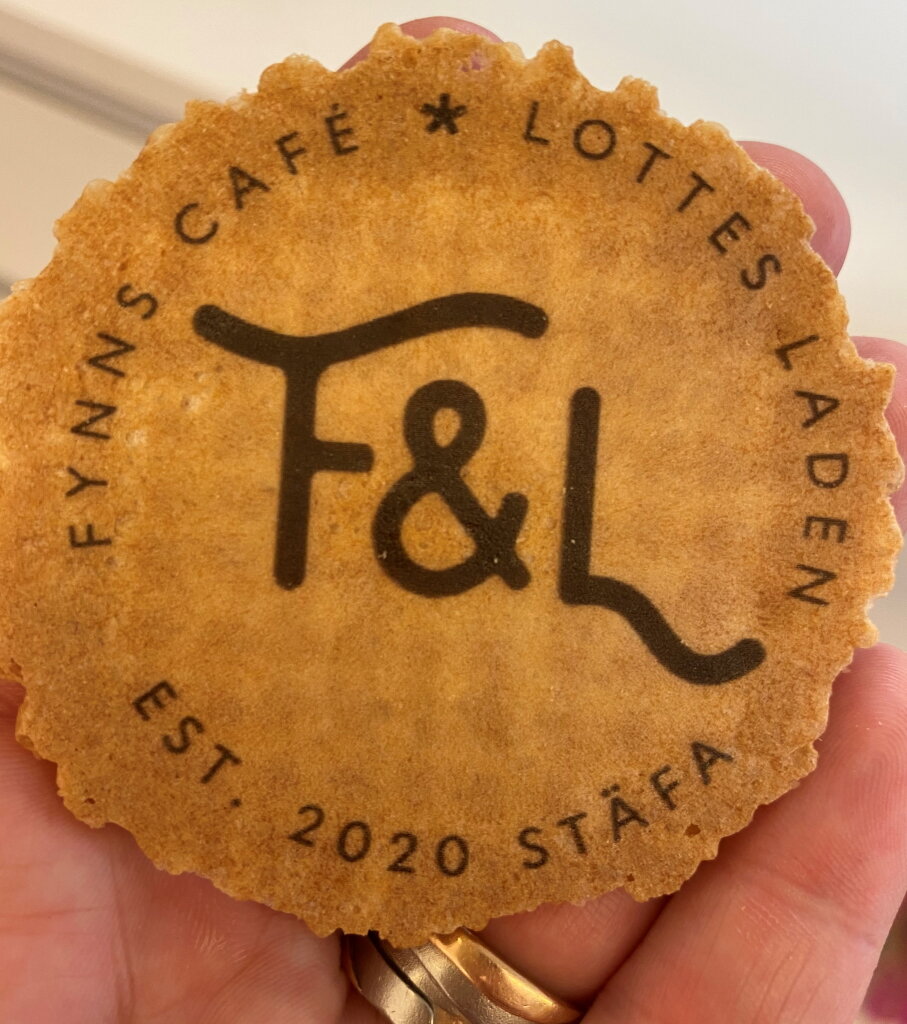 FYNNS CAFÉ * LOTTES LADEN
F&L
EST. 2020 STÄFA